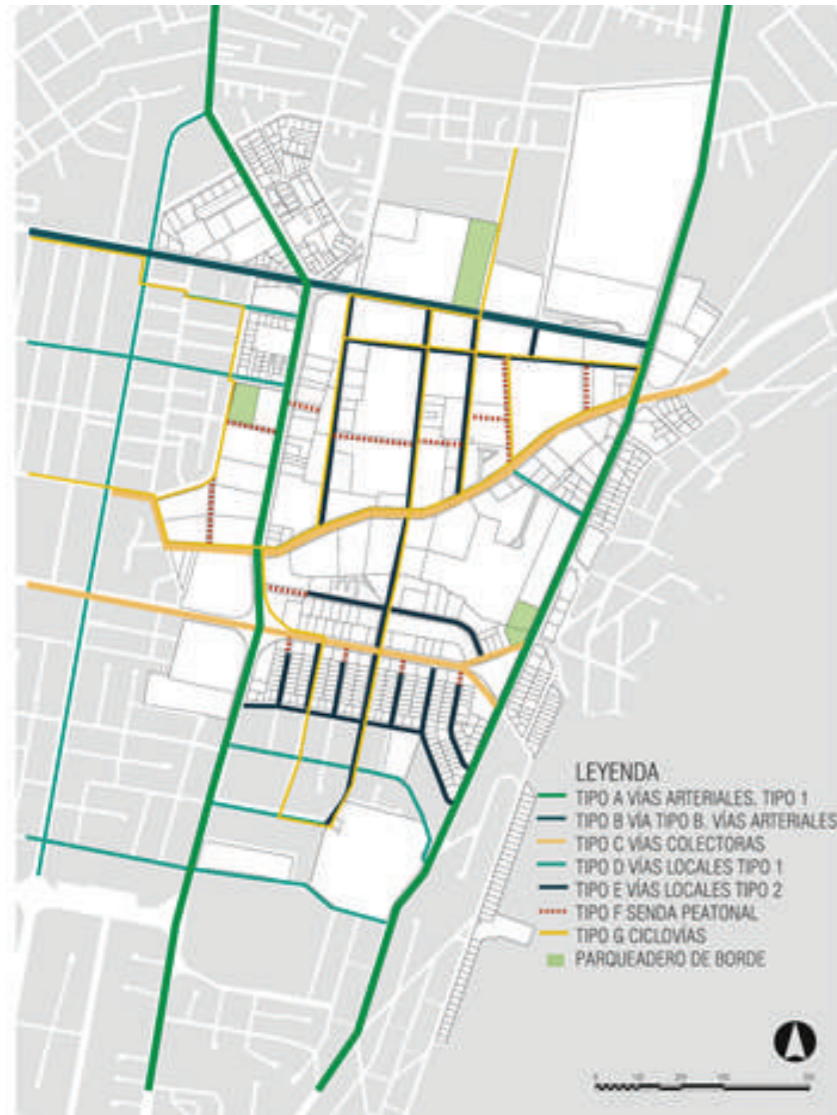 LEYENDA
TIPO A VÍAS ARTERIALES. TIPO 1
TIPO B VÍA TIPO B. VÍAS ARTERIALES
TIPO C VÍAS COLECTORAS
TIPO D VÍAS LOCALES TIPO 1
TIPO E VÍAS LOCALES TIPO 2
TIPO F SENDA PEATONAL
TIPO G CICLOVÍAS
PARQUEADERO DE BORDE